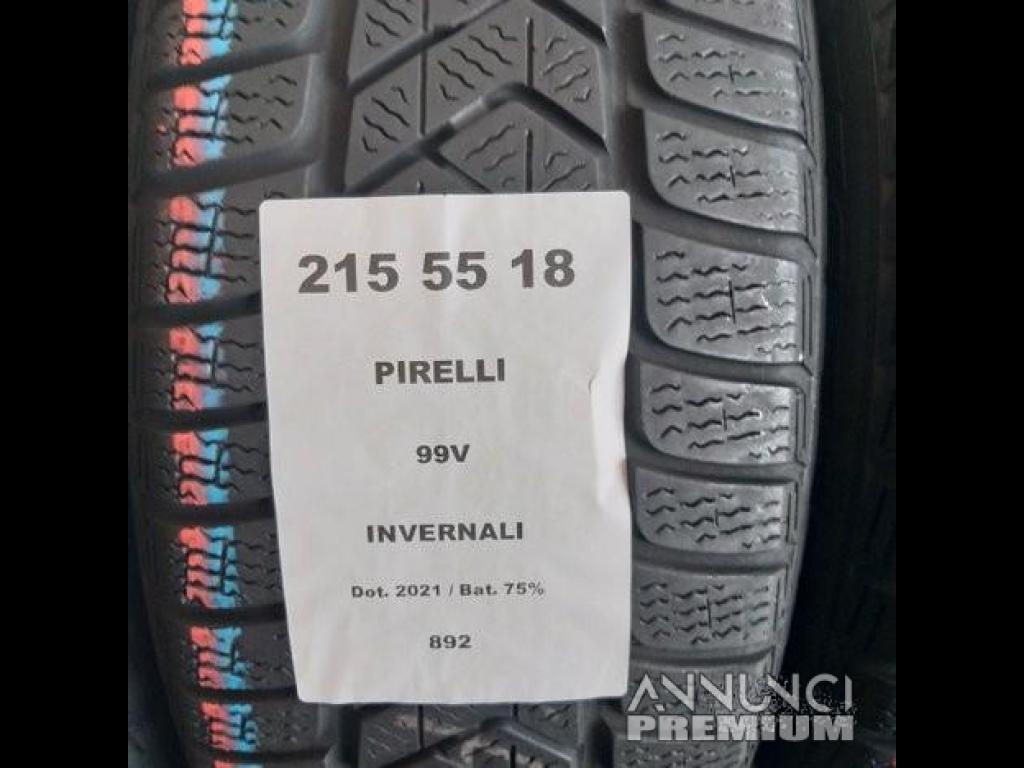 215 55 18
PIRELLI
99V
INVERNALI
Dot. 2021 / Bat. 75%
892
ANNUNCI
PREMIUM